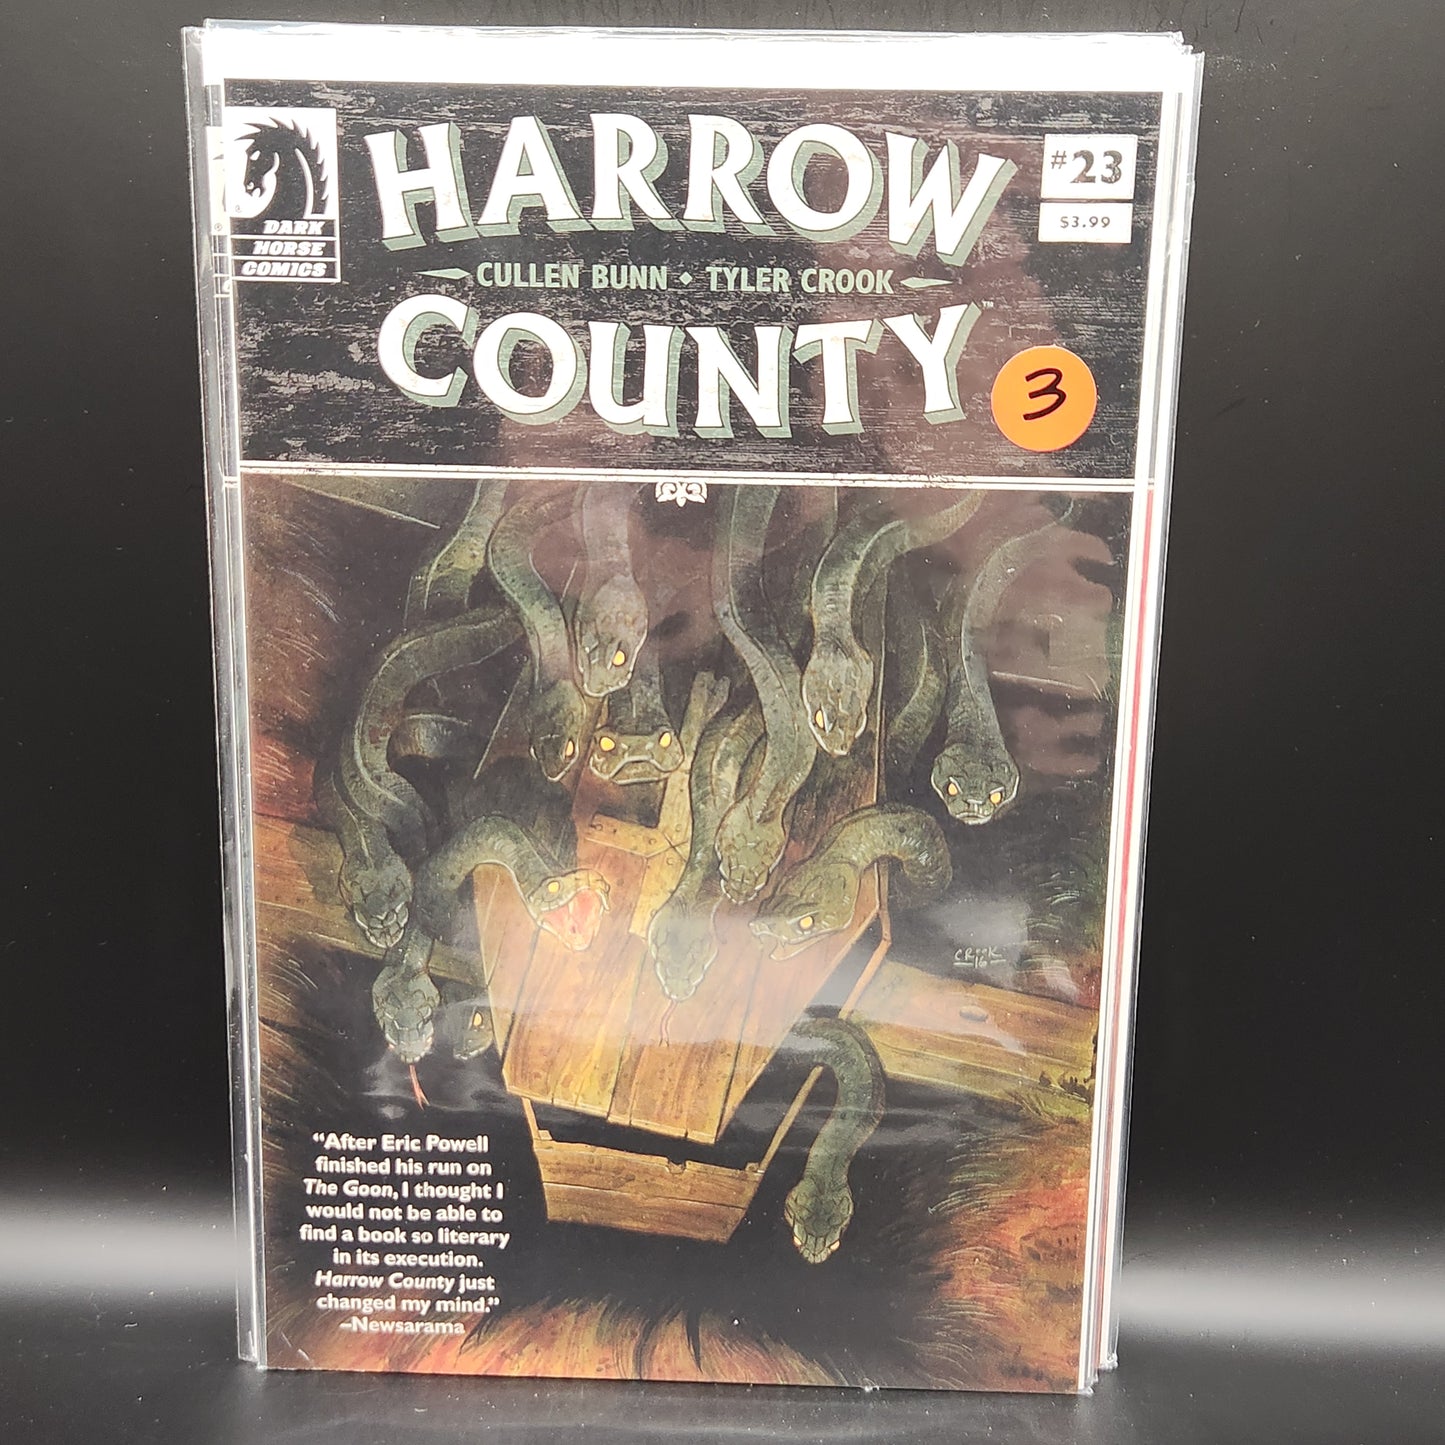 DARK
HORSE
COMICS
HARROW
CULLEN BUNN ♦ TYLER CROOK
COUNTY™
#23
$3.99
3
CROOK
16
“After Eric Powell
finished his run on
The Goon, I thought I
would not be able to
find a book so literary
in its execution.
Harrow County just
changed my mind.”
–Newsarama